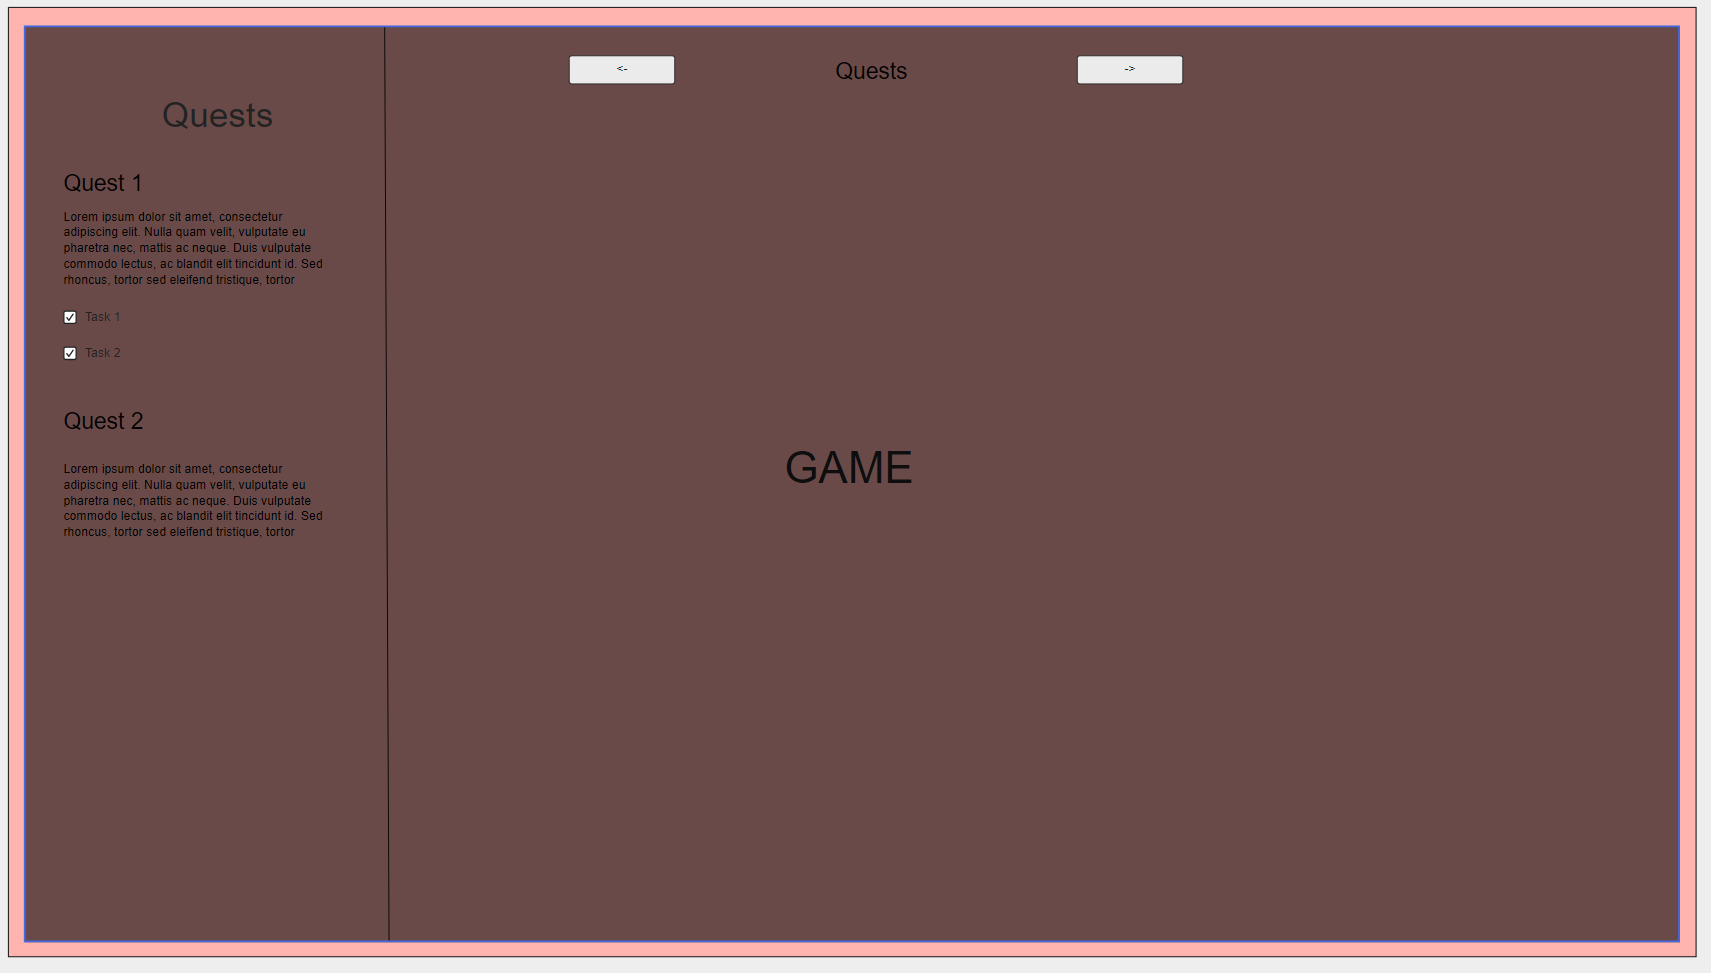 <-
Quests
->
Quests
Quest 1
Lorem ipsum dolor sit amet, consectetur
adipiscing elit. Nulla quam velit, vulputate eu
pharetra nec, mattis ac neque. Duis vulputate
commodo lectus, ac blandit elit tincidunt id. Sed
rhoncus, tortor sed eleifend tristique, tortor
Task 1
Task 2
Quest 2
Lorem ipsum dolor sit amet, consectetur
adipiscing elit. Nulla quam velit, vulputate eu
pharetra nec, mattis ac neque. Duis vulputate
commodo lectus, ac blandit elit tincidunt id. Sed
rhoncus, tortor sed eleifend tristique, tortor
GAME